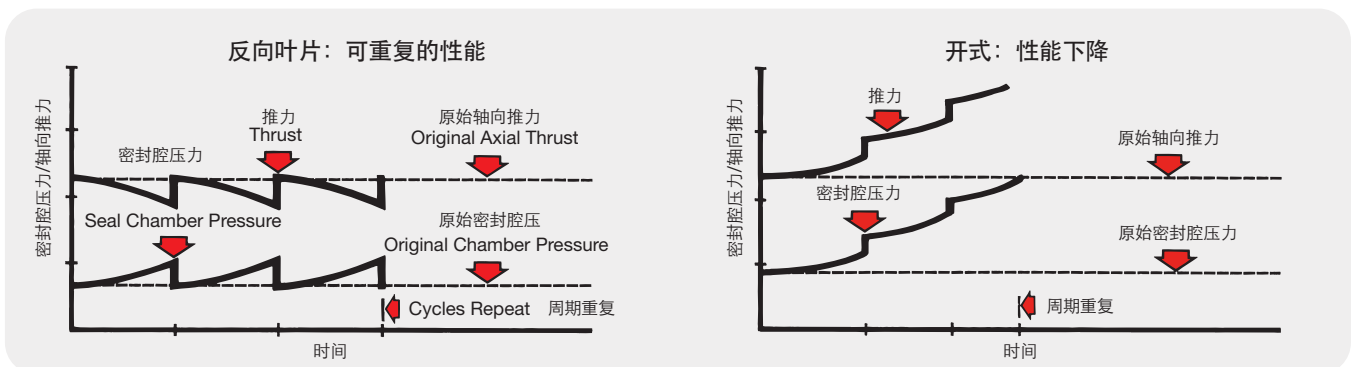 反向叶片：可重复的性能
密封腔压力/轴向推力
密封腔压力
推力
Thrust
原始轴向推力
Original Axial Thrust
Seal Chamber Pressure
原始密封腔压
Original Chamber Pressure
Cycles Repeat 周期重复
时间
开式：性能下降
密封腔压力/轴向推力
推力
原始轴向推力
密封腔压力
原始密封腔压力
周期重复
时间